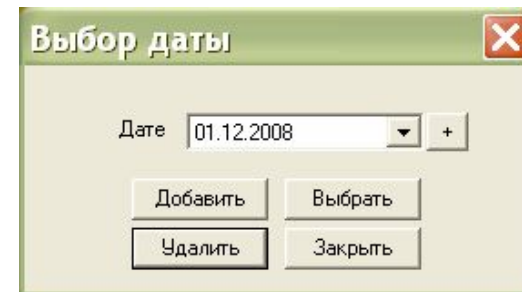 Выбор даты
Дате 01.12.2008 +
Добавить Выбрать
Удалить Закрыть